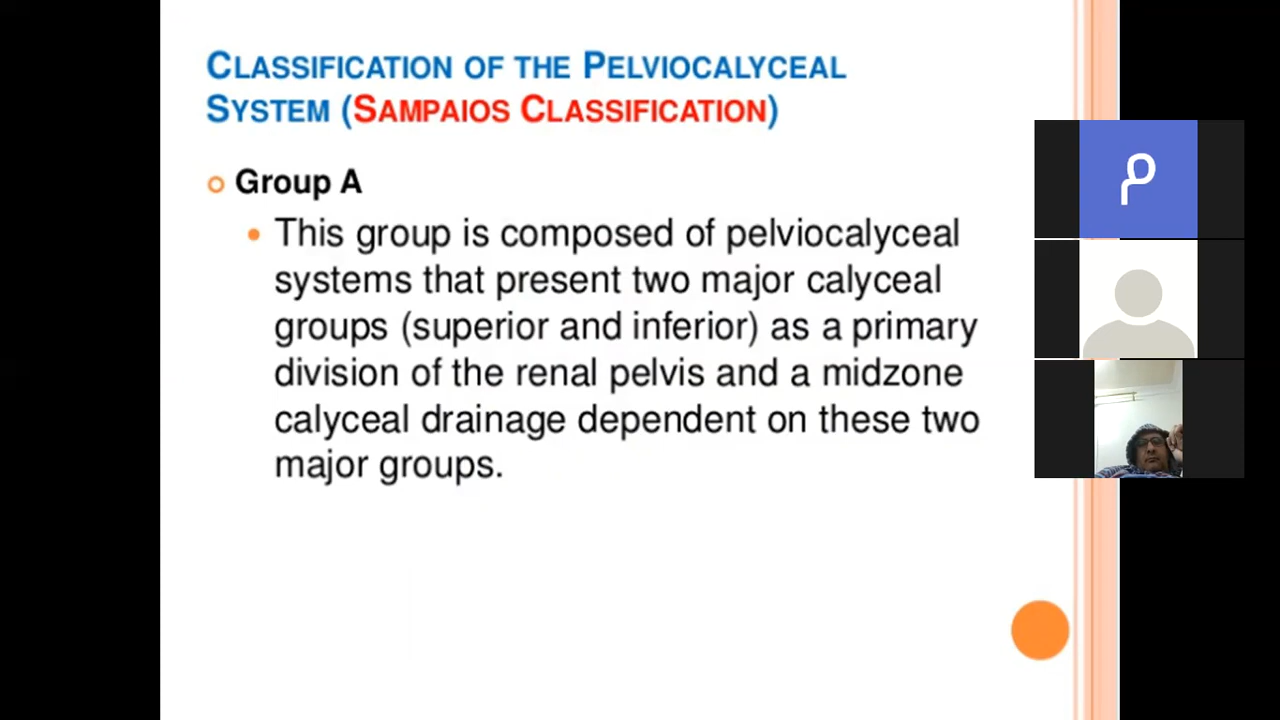 CLASSIFICATION OF THE PELVIOCALYCEAL
SYSTEM (SAMPAIOS CLASSIFICATION)
Group A
This group is composed of pelviocalyceal
systems that present two major calyceal
groups (superior and inferior) as a primary
division of the renal pelvis and a midzone
calyceal drainage dependent on these two
major groups.
م